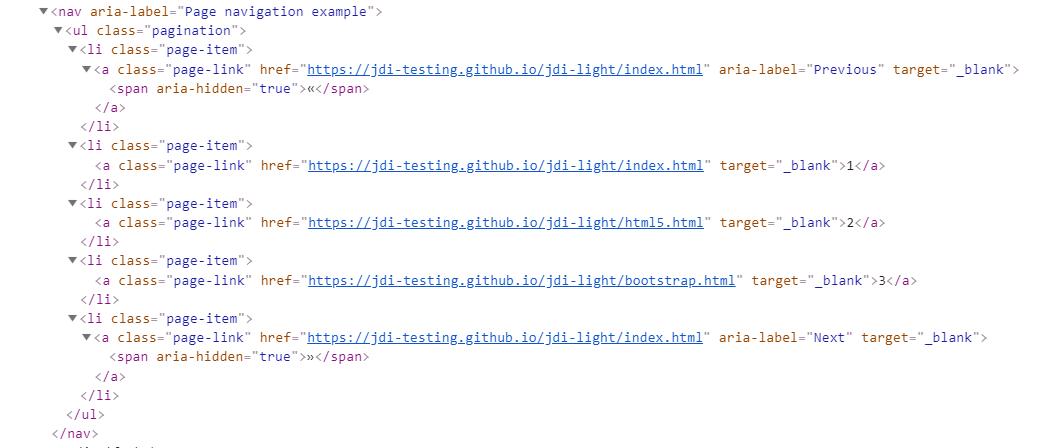 ▼<nav aria-label="Page navigation example">
▼<ul class="pagination">
▼<li class="page-item">
▼<a class="page-link" href="https://jdi-testing.github.io/jdi-light/index.html" aria-label="Previous" target="_blank">
<span aria-hidden="true">«</span>
</a>
</li>
▼<li class="page-item">
<a class="page-link" href="https://jdi-testing.github.io/jdi-light/index.html" target="_blank">1</a>
</li>
▼<li class="page-item">
<a class="page-link" href="https://jdi-testing.github.io/jdi-light/html5.html" target="_blank">2</a>
</li>
▼<li class="page-item">
<a class="page-link" href="https://jdi-testing.github.io/jdi-light/bootstrap.html" target="_blank">3</a>
</li>
▼<li class="page-item">
▼<a class="page-link" href="https://jdi-testing.github.io/jdi-light/index.html" aria-label="Next" target="_blank">
<span aria-hidden="true">»</span>
</a>
</li>
</ul>
</nav>